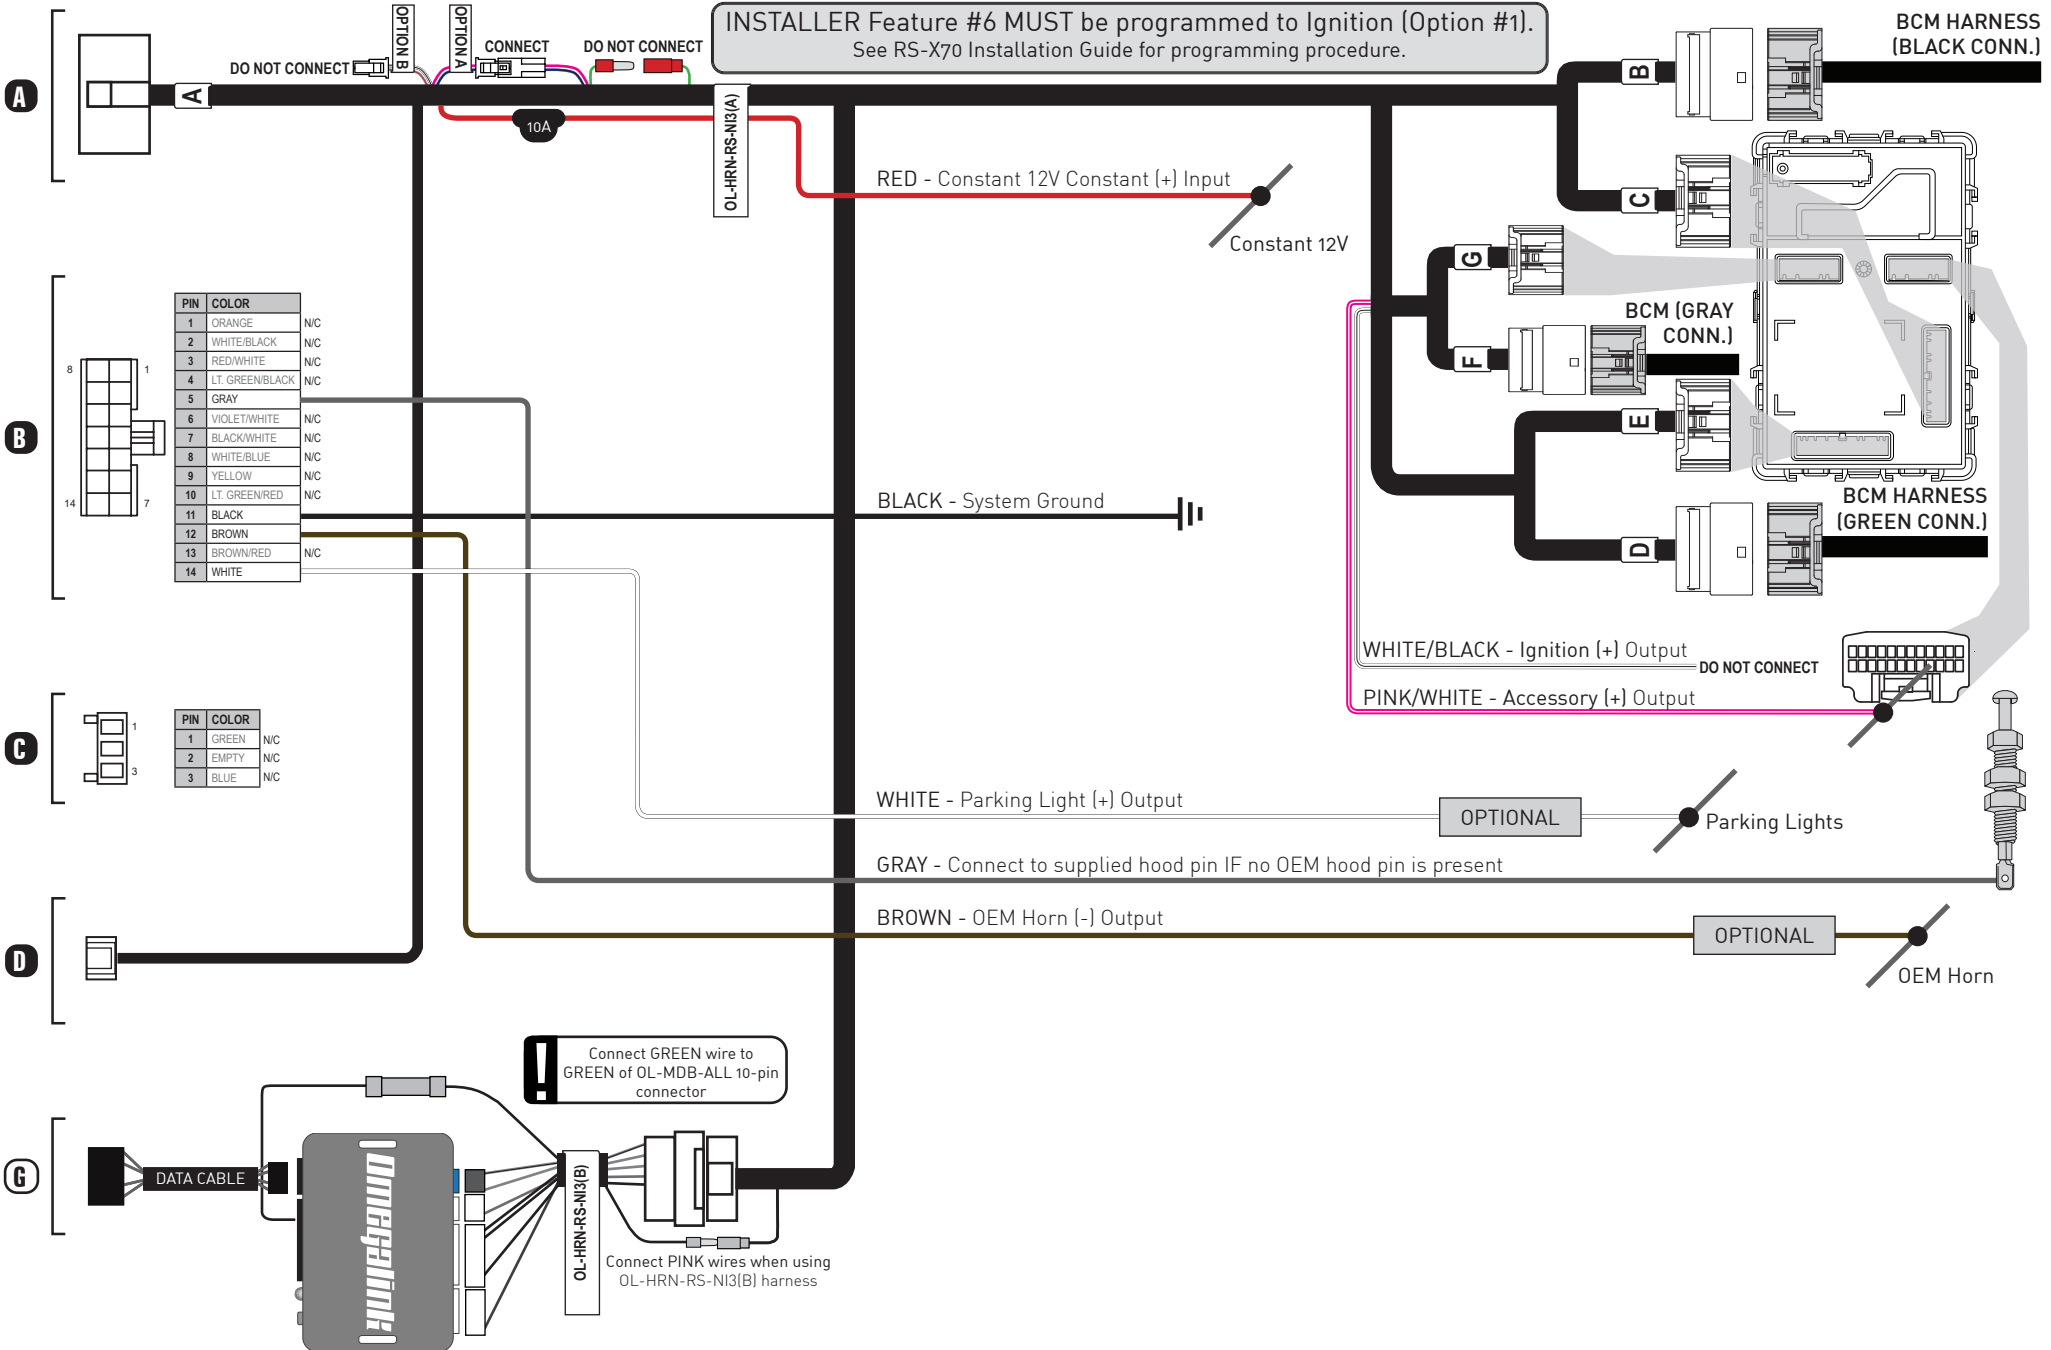 INSTALLER Feature #6 MUST be programmed to Ignition (Option #1).
See RS-X70 Installation Guide for programming procedure.
BCM HARNESS
(BLACK CONN.)
OPTION B
OPTION A
CONNECT
DO NOT CONNECT
DO NOT CONNECT
A
A
10A
OL-HRN-RS-NI3(A)
B
C
RED - Constant 12V Constant (+) Input
Constant 12V
G
BCM (GRAY
CONN.)
F
E
D
BCM HARNESS
(GREEN CONN.)
B
8
1
14
7
PIN COLOR
1 ORANGE N/C
2 WHITE/BLACK N/C
3 RED/WHITE N/C
4 LT. GREEN/BLACK N/C
5 GRAY
6 VIOLET/WHITE N/C
7 BLACK/WHITE N/C
8 WHITE/BLUE N/C
9 YELLOW N/C
10 LT. GREEN/RED N/C
11 BLACK
12 BROWN
13 BROWN/RED N/C
14 WHITE
BLACK - System Ground
WHITE/BLACK - Ignition (+) Output
DO NOT CONNECT
PINK/WHITE - Accessory (+) Output
C
1
3
PIN COLOR
1 GREEN N/C
2 EMPTY N/C
3 BLUE N/C
WHITE - Parking Light (+) Output
OPTIONAL
Parking Lights
GRAY - Connect to supplied hood pin IF no OEM hood pin is present
BROWN - OEM Horn (-) Output
OPTIONAL
OEM Horn
D
!
Connect GREEN wire to
GREEN of OL-MDB-ALL 10-pin
connector
G
DATA CABLE
Omegalink
OL-HRN-RS-NI3(B)
Connect PINK wires when using
OL-HRN-RS-NI3(B) harness